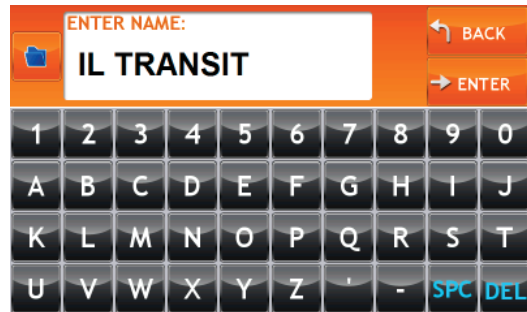 ENTER NAME:
IL TRANSIT
BACK
ENTER
1 2 3 4 5 6 7 8 9 0
A B C D E F G H I J
K L M N O P Q R S T
U V W X Y Z ' - SPC DEL